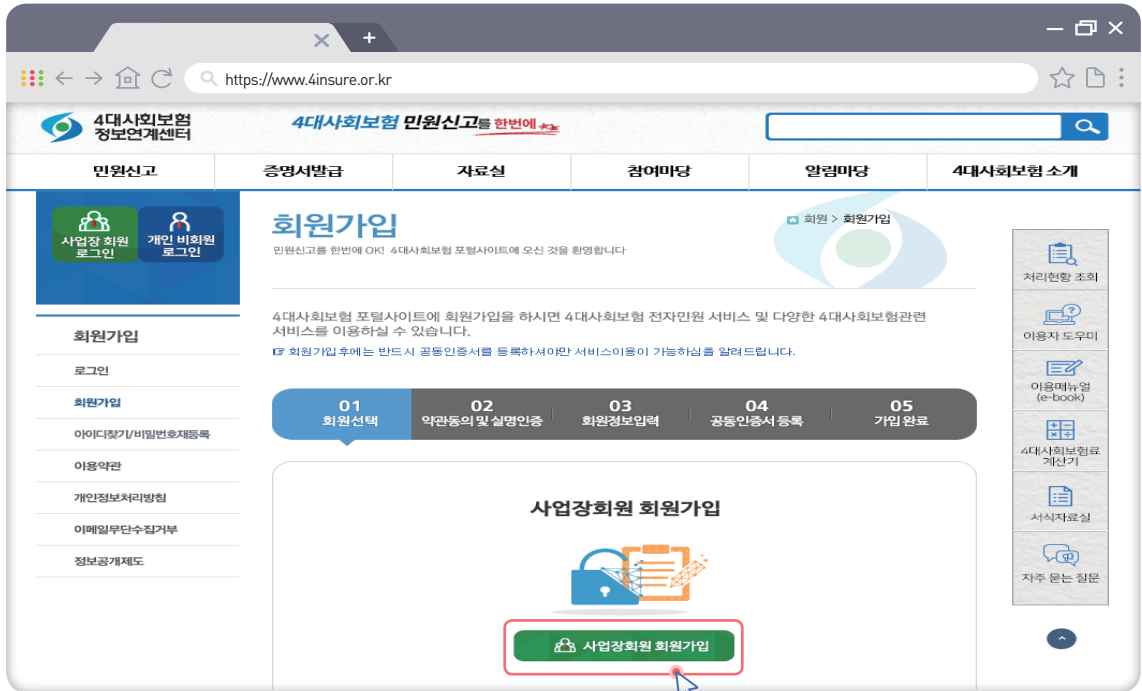 https://www.4insure.or.kr
4대사회보험
정보연계센터
4대사회보험 민원신고를 한번에
민원신고
증명서발급
자료실
참여마당
알림마당
4대사회보험 소개
사업장 회원
로그인
개인 비회원
로그인
회원가입
로그인
회원가입
아이디찾기/비밀번호재등록
이용약관
개인정보처리방침
이메일무단수집거부
정보공개제도
회원가입
민원신고를 한번에 OK! 4대사회보험 포털사이트에 오신 것을 환영합니다
회원 > 회원가입
4대사회보험 포털사이트에 회원가입을 하시면 4대사회보험 전자민원 서비스 및 다양한 4대사회보험관련
서비스를 이용하실 수 있습니다.
☞ 회원가입 후에는 반드시 공동인증서를 등록하셔야만 서비스이용이 가능하심을 알려드립니다.
01
회원선택
02
약관동의 및 실명인증
03
회원정보입력
04
공동인증서 등록
05
가입 완료
사업장회원 회원가입
사업장회원 회원가입
처리현황 조회
이용자 도우미
이용매뉴얼
(e-book)
4대사회보험료
계산기
서식자료실
자주 묻는 질문